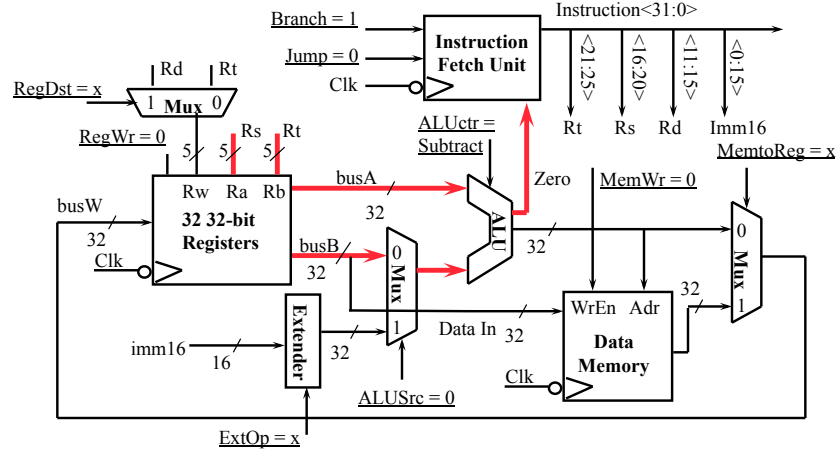 Branch = 1
Instruction<31:0>
Jump = 0
Instruction
Fetch Unit
Clk
<21:25>
<16:20>
<11:15>
<0:15>
Rt
Rs
Rd
Imm16
Rd
Rt
RegDst = x
1 Mux 0
RegWr = 0
5
5
5
Rs
Rt
ALUctr =
Subtract
Zero
MemWr = 0
MemtoReg = x
busW
32
Rw
Ra
Rb
32 32-bit
Registers
Clk
busA
32
busB
32
0
Mux
1
ALU
32
0
Mux
1
32
imm16
16
Extender
32
Data In
32
WrEn
Adr
Data
Memory
Clk
ALUSrc = 0
ExtOp = x